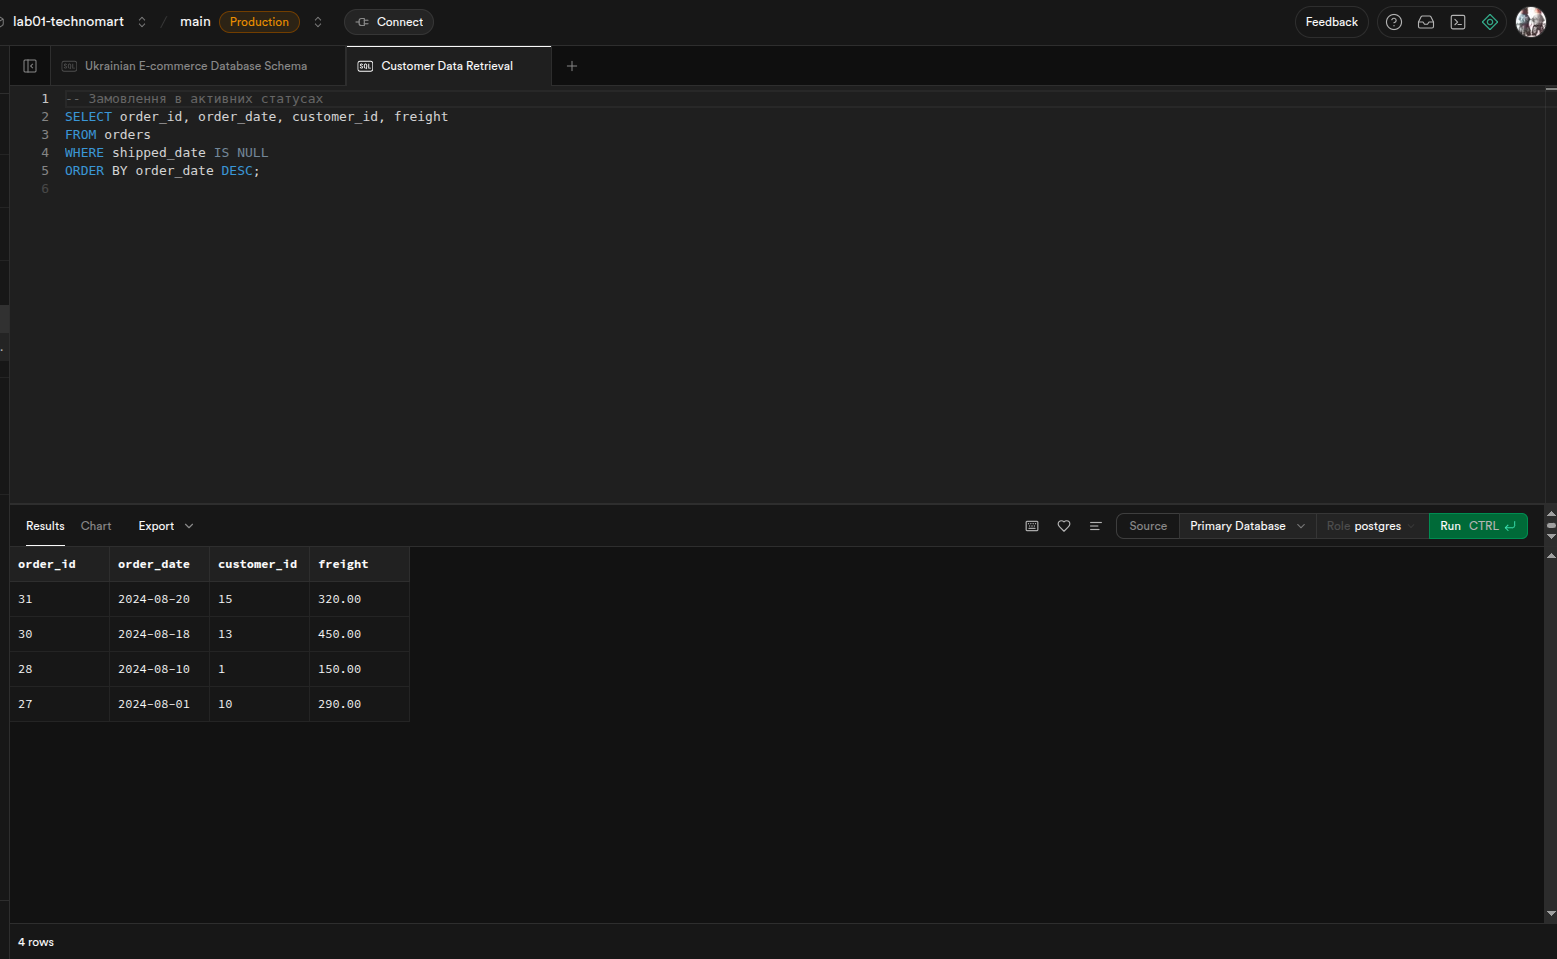 lab01-technomart / main Production Connect Feedback
SQL Ukrainian E-commerce Database Schema SQL Customer Data Retrieval +
1 -- Замовлення в активних статусах
2 SELECT order_id, order_date, customer_id, freight
3 FROM orders
4 WHERE shipped_date IS NULL
5 ORDER BY order_date DESC;
6
Results Chart Export Source Primary Database Role postgres Run CTRL ↵
order_id order_date customer_id freight
31 2024-08-20 15 320.00
30 2024-08-18 13 450.00
28 2024-08-10 1 150.00
27 2024-08-01 10 290.00
4 rows